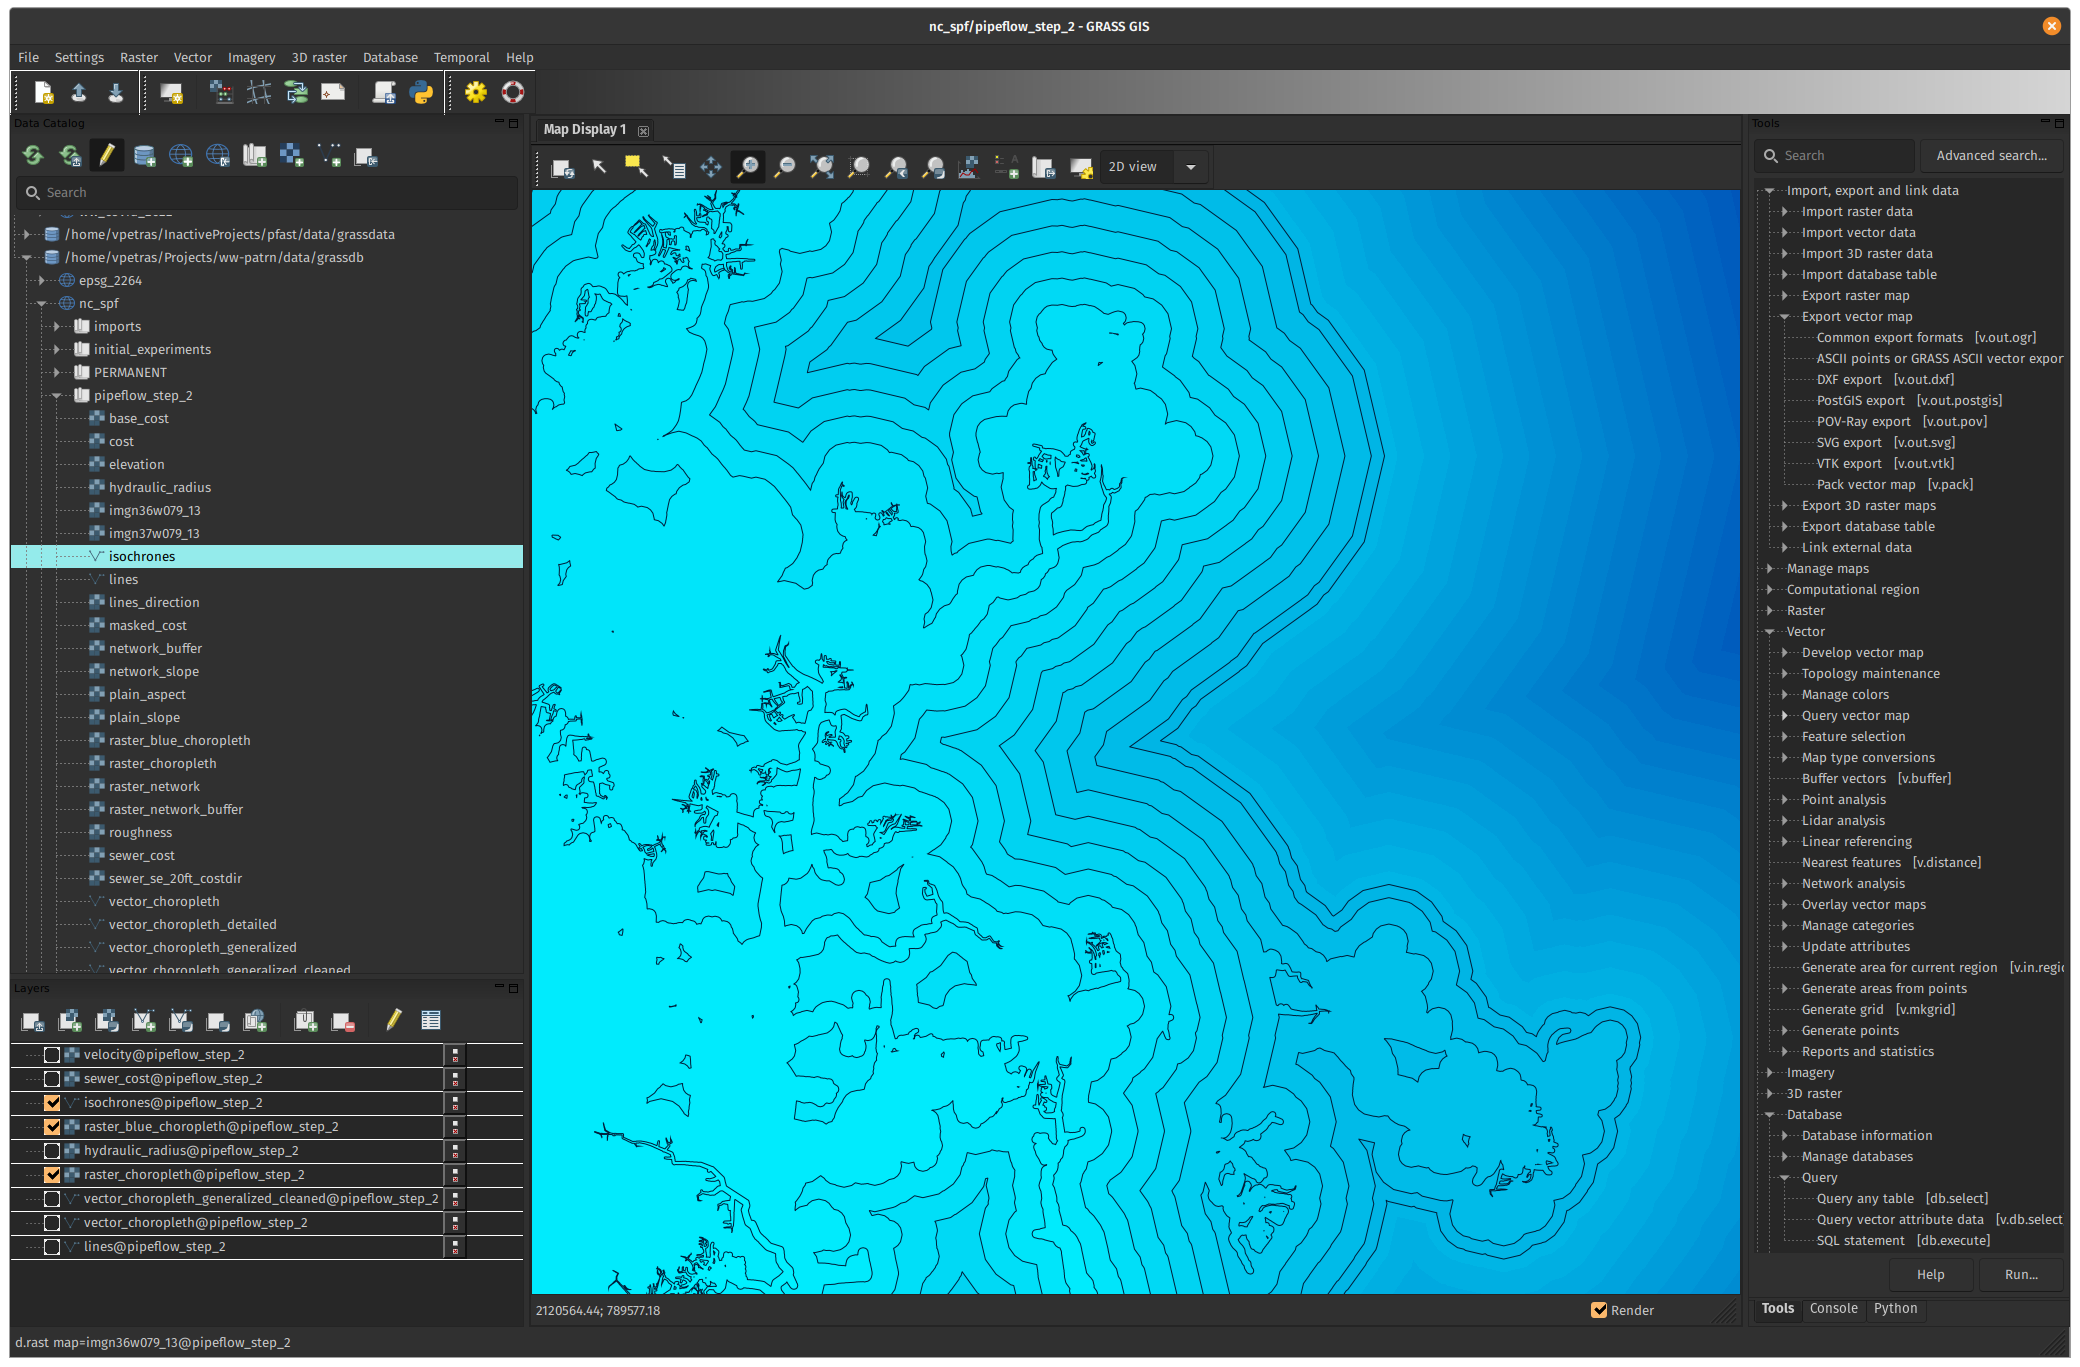 nc_spf/pipeflow_step_2 - GRASS GIS
File Settings Raster Vector Imagery 3D raster Database Temporal Help
Data Catalog
Search
/home/vpetras/InactiveProjects/pfast/data/grassdata
/home/vpetras/Projects/ww-patrn/data/grassdb
epsg_2264
nc_spf
imports
initial_experiments
PERMANENT
pipeflow_step_2
base_cost
cost
elevation
hydraulic_radius
imgn36w079_13
imgn37w079_13
isochrones
lines
lines_direction
masked_cost
network_buffer
network_slope
plain_aspect
plain_slope
raster_blue_choropleth
raster_choropleth
raster_network
raster_network_buffer
roughness
sewer_cost
sewer_se_20ft_costdir
vector_choropleth
vector_choropleth_detailed
vector_choropleth_generalized
vector_choropleth_generalized_cleaned
Layers
velocity@pipeflow_step_2
sewer_cost@pipeflow_step_2
isochrones@pipeflow_step_2
raster_blue_choropleth@pipeflow_step_2
hydraulic_radius@pipeflow_step_2
raster_choropleth@pipeflow_step_2
vector_choropleth_generalized_cleaned@pipeflow_step_2
vector_choropleth@pipeflow_step_2
lines@pipeflow_step_2
d.rast map=imgn36w079_13@pipeflow_step_2
Map Display 1
2D view
2120564.44; 789577.18
Render
Tools
Search
Advanced search...
Import, export and link data
Import raster data
Import vector data
Import 3D raster data
Import database table
Export raster map
Export vector map
Common export formats [v.out.ogr]
ASCII points or GRASS ASCII vector expor
DXF export [v.out.dxf]
PostGIS export [v.out.postgis]
POV-Ray export [v.out.pov]
SVG export [v.out.svg]
VTK export [v.out.vtk]
Pack vector map [v.pack]
Export 3D raster maps
Export database table
Link external data
Manage maps
Computational region
Raster
Vector
Develop vector map
Topology maintenance
Manage colors
Query vector map
Feature selection
Map type conversions
Buffer vectors [v.buffer]
Point analysis
Lidar analysis
Linear referencing
Nearest features [v.distance]
Network analysis
Overlay vector maps
Manage categories
Update attributes
Generate area for current region [v.in.regi
Generate areas from points
Generate grid [v.mkgrid]
Generate points
Reports and statistics
Imagery
3D raster
Database
Database information
Manage databases
Query
Query any table [db.select]
Query vector attribute data [v.db.select
SQL statement [db.execute]
Help Run...
Tools Console Python